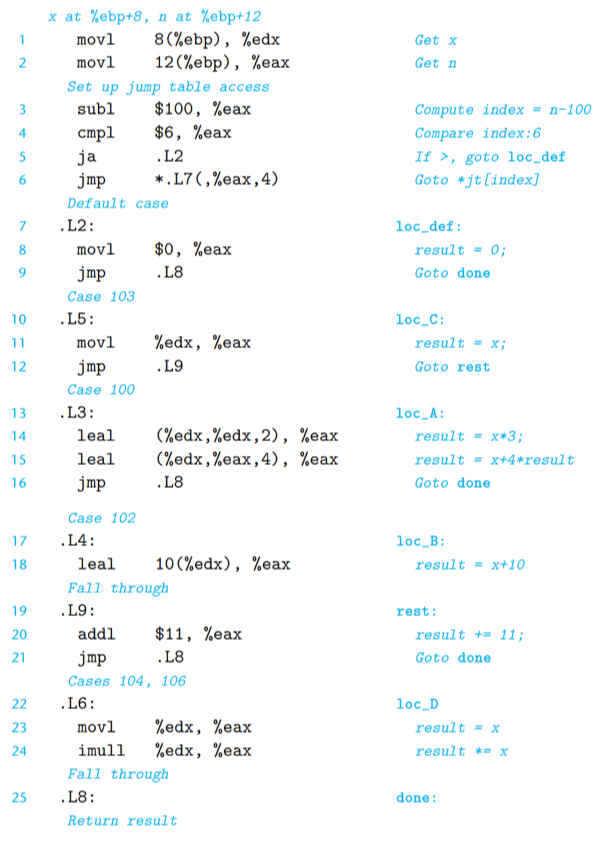 x at %ebp+8, n at %ebp+12
1 movl 8(%ebp), %edx Get x
2 movl 12(%ebp), %eax Get n
Set up jump table access
3 subl $100, %eax Compute index = n-100
4 cmpl $6, %eax Compare index:6
5 ja .L2 If >, goto loc_def
6 jmp *.L7(,%eax,4) Goto *jt[index]
Default case
7 .L2: loc_def:
8 movl $0, %eax result = 0;
9 jmp .L8 Goto done
Case 103
10 .L5: loc_C:
11 movl %edx, %eax result = x;
12 jmp .L9 Goto rest
Case 100
13 .L3: loc_A:
14 leal (%edx,%edx,2), %eax result = x*3;
15 leal (%edx,%eax,4), %eax result = x+4*result
16 jmp .L8 Goto done
Case 102
17 .L4: loc_B:
18 leal 10(%edx), %eax result = x+10
Fall through
19 .L9: rest:
20 addl $11, %eax result += 11;
21 jmp .L8 Goto done
Cases 104, 106
22 .L6: loc_D
23 movl %edx, %eax result = x
24 imull %edx, %eax result *= x
Fall through
25 .L8: done:
Return result